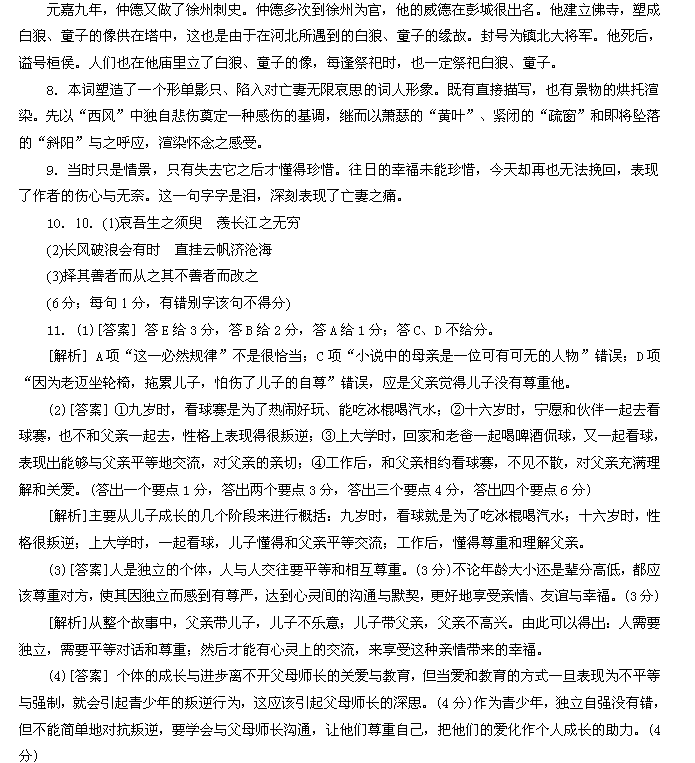 元嘉九年，仲德又做了徐州刺史。仲德多次到徐州为官，他的威德在彭城很出名。他建立佛寺，塑成
白狼、童子的像供在塔中，这也是由于在河北所遇到的白狼、童子的缘故。封号为镇北大将军。他死后，
谥号桓侯。人们也在他庙里立了白狼、童子的像，每逢祭祀时，也一定祭祀白狼、童子。
8．本词塑造了一个形单影只、陷入对亡妻无限哀思的词人形象。既有直接描写，也有景物的烘托渲
染。先以“西风”中独自悲伤奠定一种感伤的基调，继而以萧瑟的“黄叶”、紧闭的“疏窗”和即将坠落
的“斜阳”与之呼应，渲染怀念之感受。
9．当时只是情景，只有失去它之后才懂得珍惜。往日的幸福未能珍惜，今天却再也无法挽回，表现
了作者的伤心与无奈。这一句字字是泪，深刻表现了亡妻之痛。
10．10．(1)哀吾生之须臾　羡长江之无穷
(2)长风破浪会有时　直挂云帆济沧海
(3)择其善者而从之其不善者而改之
(6分；每句1分，有错别字该句不得分)
11．(1)[答案] 答E给3分，答B给2分，答A给1分；答C、D不给分。
[解析] A项“这一必然规律”不是很恰当；C项“小说中的母亲是一位可有可无的人物”错误；D项
“因为老迈坐轮椅，拖累儿子，怕伤了儿子的自尊”错误，应是父亲觉得儿子没有尊重他。
(2)[答案] ①九岁时，看球赛是为了热闹好玩、能吃冰棍喝汽水；②十六岁时，宁愿和伙伴一起去看
球赛，也不和父亲一起去，性格上表现得很叛逆；③上大学时，回家和老爸一起喝啤酒侃球，又一起看球，
表现出能够与父亲平等地交流，对父亲的亲切；④工作后，和父亲相约看球赛，不见不散，对父亲充满理
解和关爱。(答出一个要点1分，答出两个要点3分，答出三个要点4分，答出四个要点6分)
[解析]主要从儿子成长的几个阶段来进行概括：九岁时，看球就是为了吃冰棍喝汽水；十六岁时，性
格很叛逆；上大学时，一起看球，儿子懂得和父亲平等交流；工作后，懂得尊重和理解父亲。
(3)[答案]人是独立的个体，人与人交往要平等和相互尊重。(3分)不论年龄大小还是辈分高低，都应
该尊重对方，使其因独立而感到有尊严，达到心灵间的沟通与默契，更好地享受亲情、友谊与幸福。(3分)
[解析]从整个故事中，父亲带儿子，儿子不乐意；儿子带父亲，父亲不高兴。由此可以得出：人需要
独立，需要平等对话和尊重；然后才能有心灵上的交流，来享受这种亲情带来的幸福。
(4)[答案] 个体的成长与进步离不开父母师长的关爱与教育，但当爱和教育的方式一旦表现为不平等
与强制，就会引起青少年的叛逆行为，这应该引起父母师长的深思。(4分)作为青少年，独立自强没有错，
但不能简单地对抗叛逆，要学会与父母师长沟通，让他们尊重自己，把他们的爱化作个人成长的助力。(4
分)